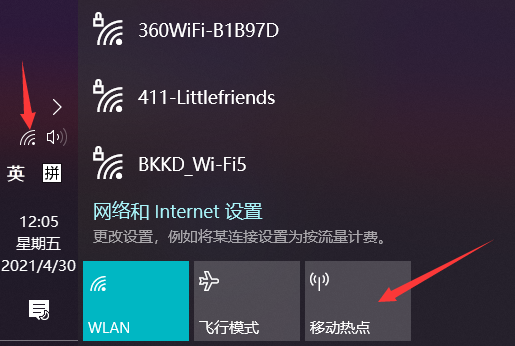 360WiFi-B1B97D
411-Littlefriends
BKKD_Wi-Fi5
网络和 Internet 设置
更改设置，例如将某连接设置为按流量计费。
WLAN
飞行模式
移动热点
英 拼
12:05
星期五
2021/4/30